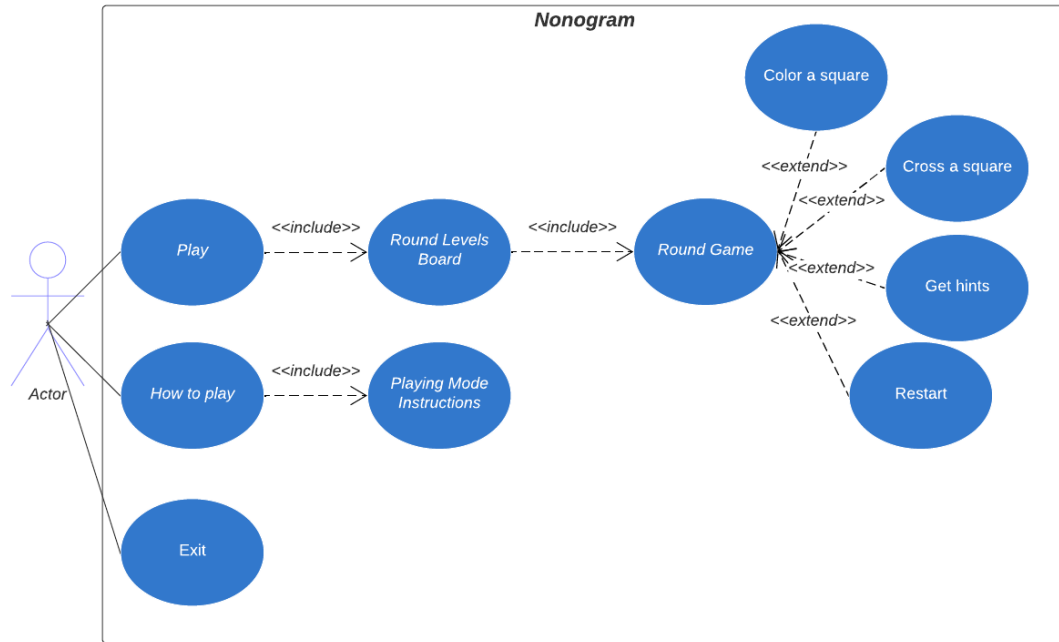 Nonogram
Color a square
<<extend>>
Cross a square
<<extend>>
Play
<<include>>
Round Levels
Board
<<include>>
Round Game
<<extend>>
Get hints
<<extend>>
Actor
How to play
<<include>>
Playing Mode
Instructions
Restart
Exit